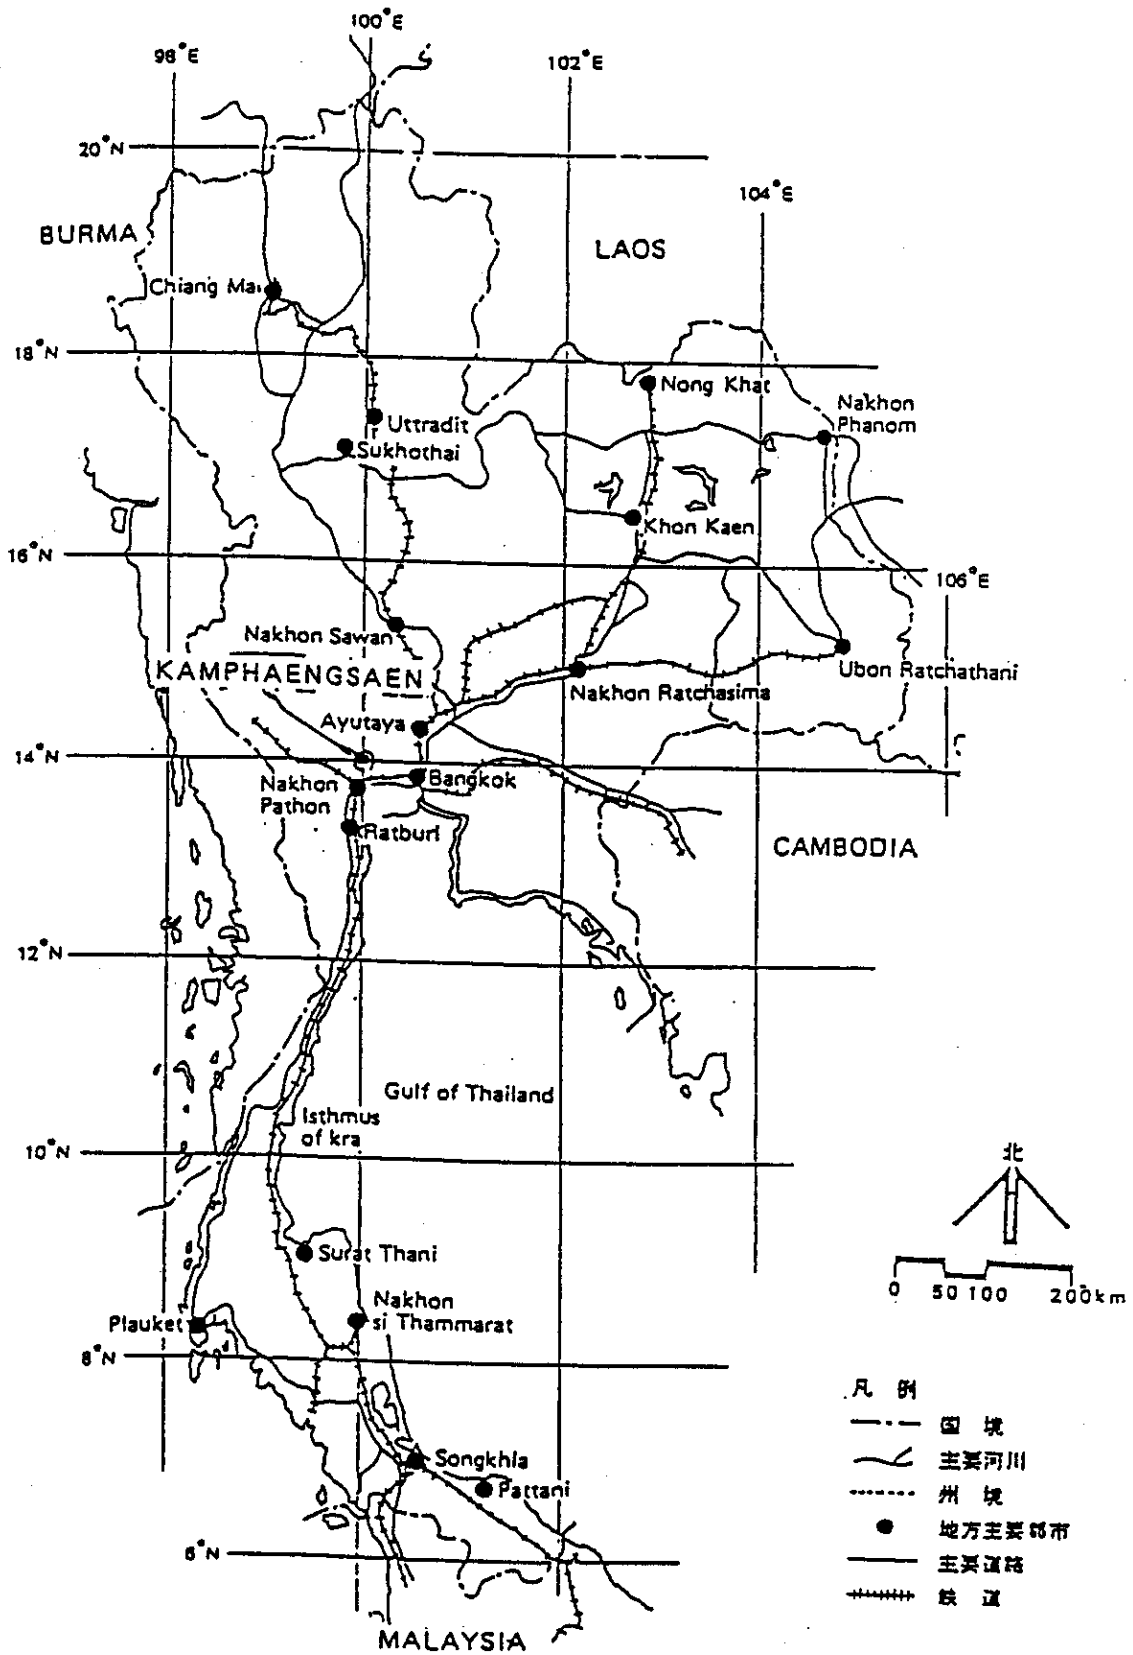 100°E
98°E
102°E
20°N
104°E
BURMA
LAOS
Chiang Mai
18°N
Nong Khat
Nakhon
Phanom
Uttradit
Sukhothai
Khon Kaen
16°N
106°E
Nakhon Sawan
KAMPHAENGSAEN
Ubon Ratchathani
Nakhon Ratchasima
Ayutaya
14°N
Bangkok
Nakhon
Pathon
Ratburi
CAMBODIA
12°N
Gulf of Thailand
Isthmus
of kra
10°N
北
Surat Thani
0 50 100 200km
Nakhon
si Thammarat
Plauket
8°N
凡 例
国 境
主要河川
Songkhla
州 境
Pattani
地方主要都市
6°N
主要道路
鉄 道
MALAYSIA